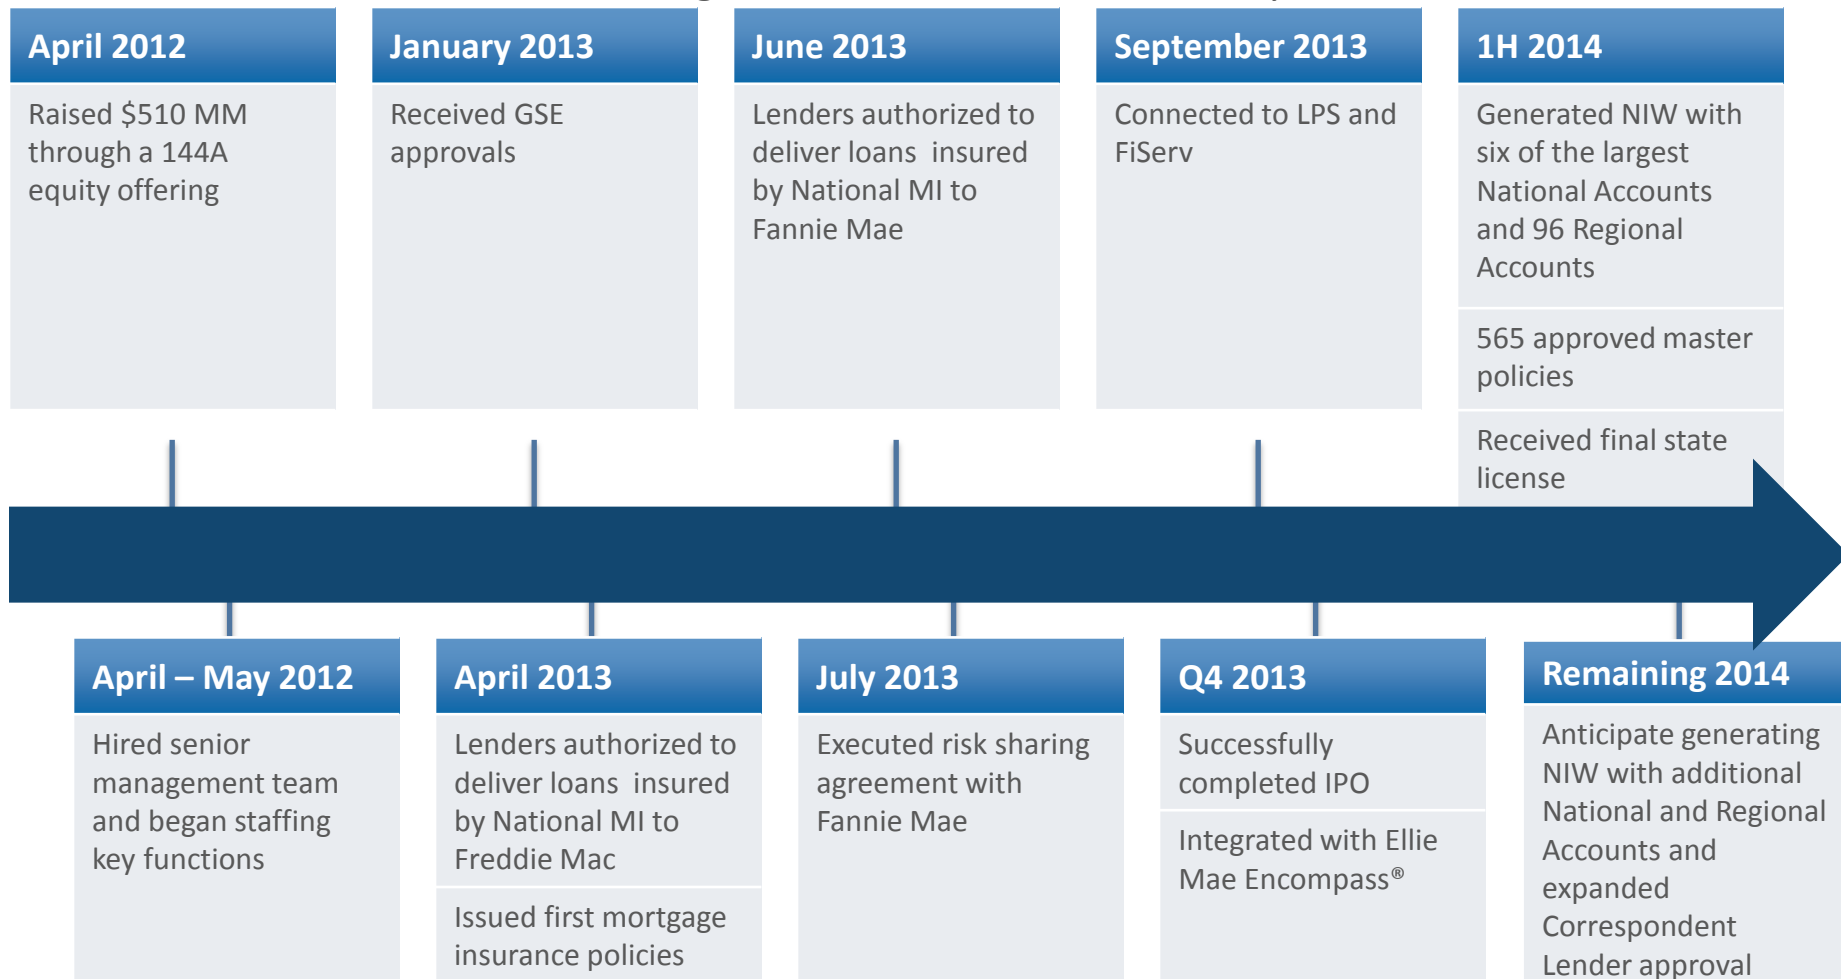 April 2012
Raised $510 MM
through a 144A
equity offering
January 2013
Received GSE
approvals
June 2013
Lenders authorized to
deliver loans  insured
by National MI to
Fannie Mae
September 2013
Connected to LPS and
FiServ
1H 2014
Generated NIW with
six of the largest
National Accounts
and 96 Regional
Accounts
565 approved master
policies
Received final state
license
April – May 2012
Hired senior
management team
and began staffing
key functions
April 2013
Lenders authorized to
deliver loans  insured
by National MI to
Freddie Mac
Issued first mortgage
insurance policies
July 2013
Executed risk sharing
agreement with
Fannie Mae
Q4 2013
Successfully
completed IPO
Integrated with Ellie
Mae Encompass®
Remaining 2014
Anticipate generating
NIW with additional
National and Regional
Accounts and
expanded
Correspondent
Lender approval